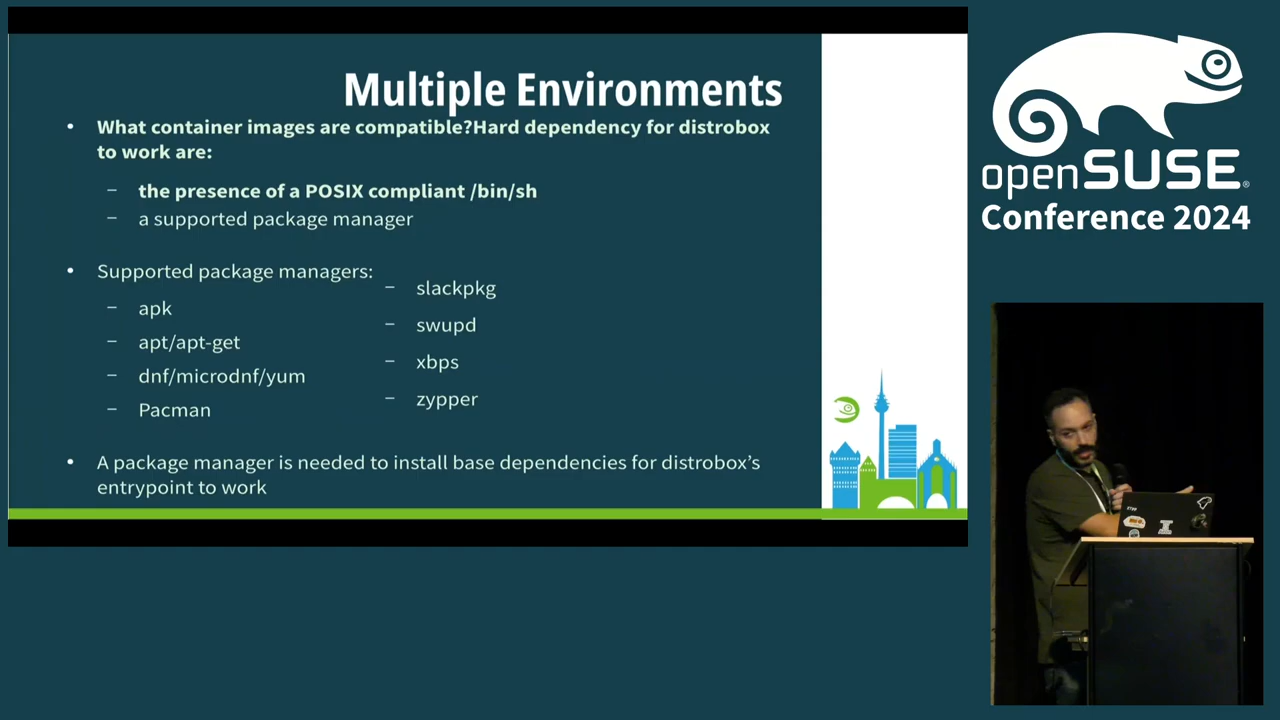 Multiple Environments
• What container images are compatible?Hard dependency for distrobox
to work are:
– the presence of a POSIX compliant /bin/sh
– a supported package manager
• Supported package managers:
– apk
– apt/apt-get
– dnf/microdnf/yum
– Pacman
– slackpkg
– swupd
– xbps
– zypper
• A package manager is needed to install base dependencies for distrobox’s
entrypoint to work
openSUSE®
Conference 2024